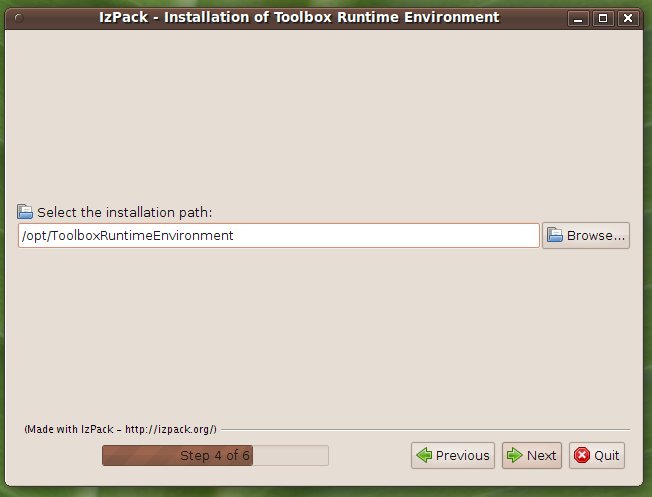 IzPack - Installation of Toolbox Runtime Environment
Select the installation path:
/opt/ToolboxRuntimeEnvironment
Browse...
(Made with IzPack - http://izpack.org/)
Step 4 of 6
Previous
Next
Quit